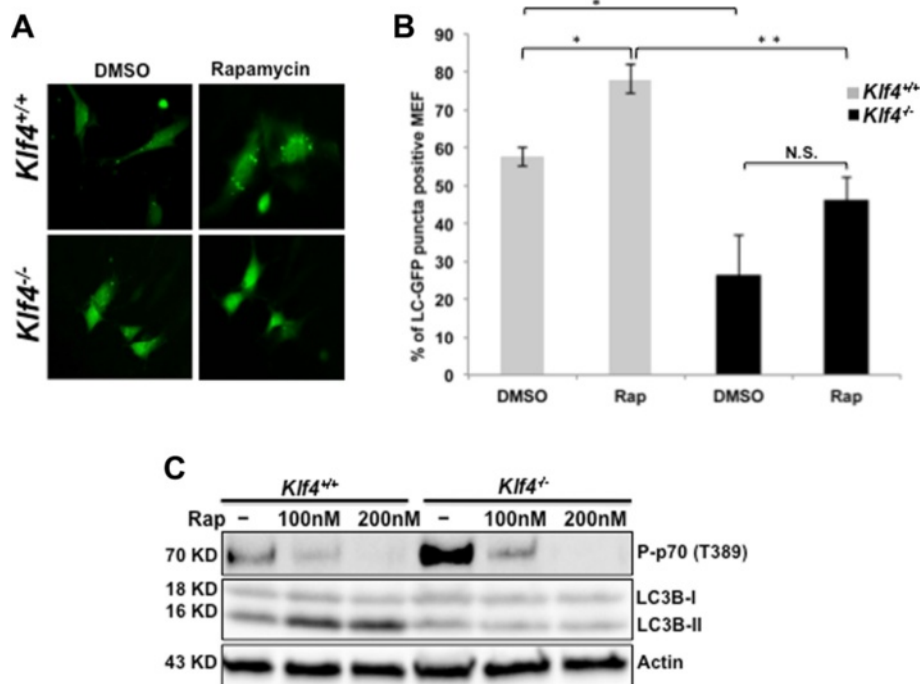 A
DMSO Rapamycin
Klf4+/+
Klf4-/-
B
% of LC-GFP puncta positive MEF
90
80
70
60
50
40
30
20
10
0
*
* * *
N.S.
Klf4+/+
Klf4-/-
DMSO Rap DMSO Rap
C
Klf4+/+ Klf4-/-
Rap – 100nM 200nM – 100nM 200nM
70 KD P-p70 (T389)
18 KD LC3B-I
16 KD LC3B-II
43 KD Actin